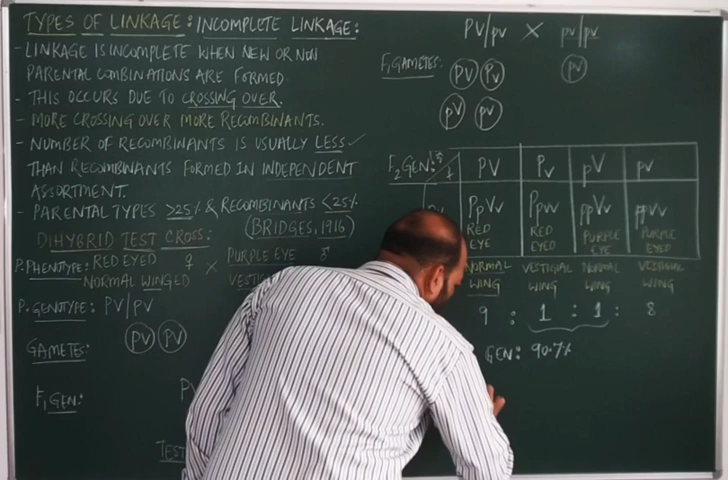 TYPES OF LINKAGE: INCOMPLETE LINKAGE:
- LINKAGE IS INCOMPLETE WHEN NEW OR NON
PARENTAL COMBINATIONS ARE FORMED.
- THIS OCCURS DUE TO CROSSING OVER.
- MORE CROSSING OVER MORE RECOMBINANTS.
- NUMBER OF RECOMBINANTS IS USUALLY LESS
THAN RECOMBINANTS FORMED IN INDEPENDENT
ASSORTMENT.
- PARENTAL TYPES >25% & RECOMBINANTS <25%
(BRIDGES, 1916)
DIHYBRID TEST CROSS:
P. PHENOTYPE: RED EYED ♀ × PURPLE EYE ♂
NORMAL WINGED
P. GENOTYPE: PV/PV
GAMETES: PV PV
F1 GEN:
PV/pv × pv/pv
F1 GAMETES: PV Pv pv
pV pv
F2 GEN: PV Pv pV pv
PpVv Ppvv ppVv ppvv
RED EYE RED EYED PURPLE EYE PURPLE EYED
NORMAL WING VESTIGIAL WING NORMAL WING VESTIGIAL WING
9 : 1 : 1 : 8
GEN: 90.7%